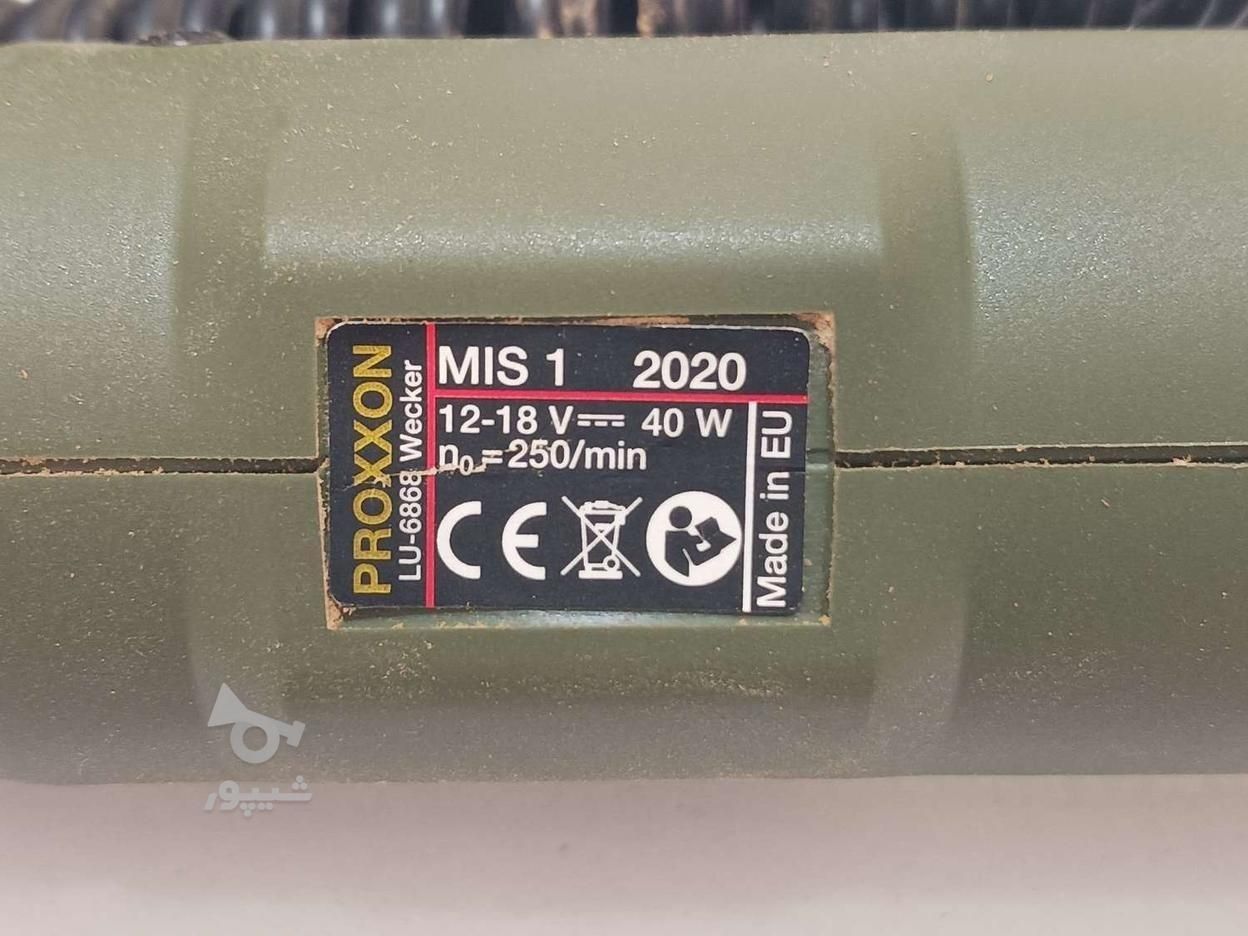 PROXXON
LU-6868 Wecker
MIS 1 2020
12-18 V⎓ 40 W
n₀ =250/min
CE
Made in EU
شیپور